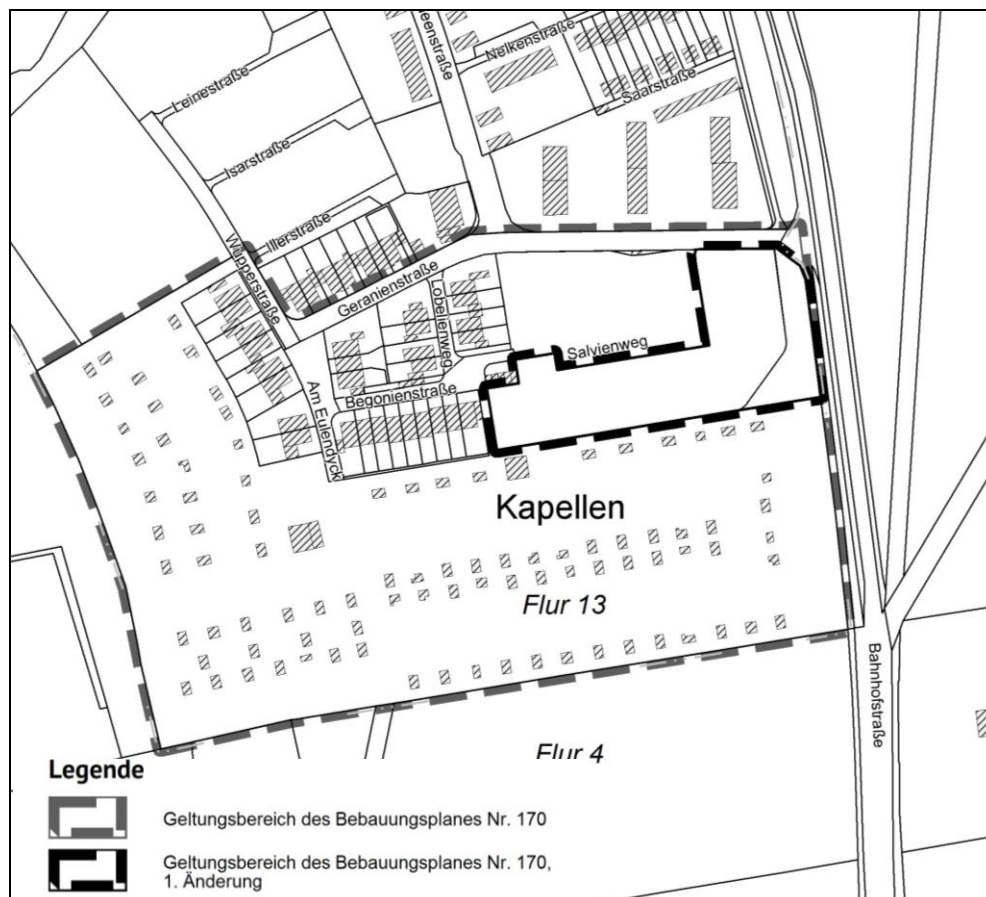 Nelkenstraße
eenstraße
Leinestraße
Saarstraße
Isarstraße
Illerstraße
Wupperstraße
Geranienstraße
Lobelienweg
Salvienweg
Begonienstraße
Am Eulendyck
Kapellen
Flur 13
Bahnhofstraße
Flur 4
Legende
Geltungsbereich des Bebauungsplanes Nr. 170
Geltungsbereich des Bebauungsplanes Nr. 170,
1. Änderung